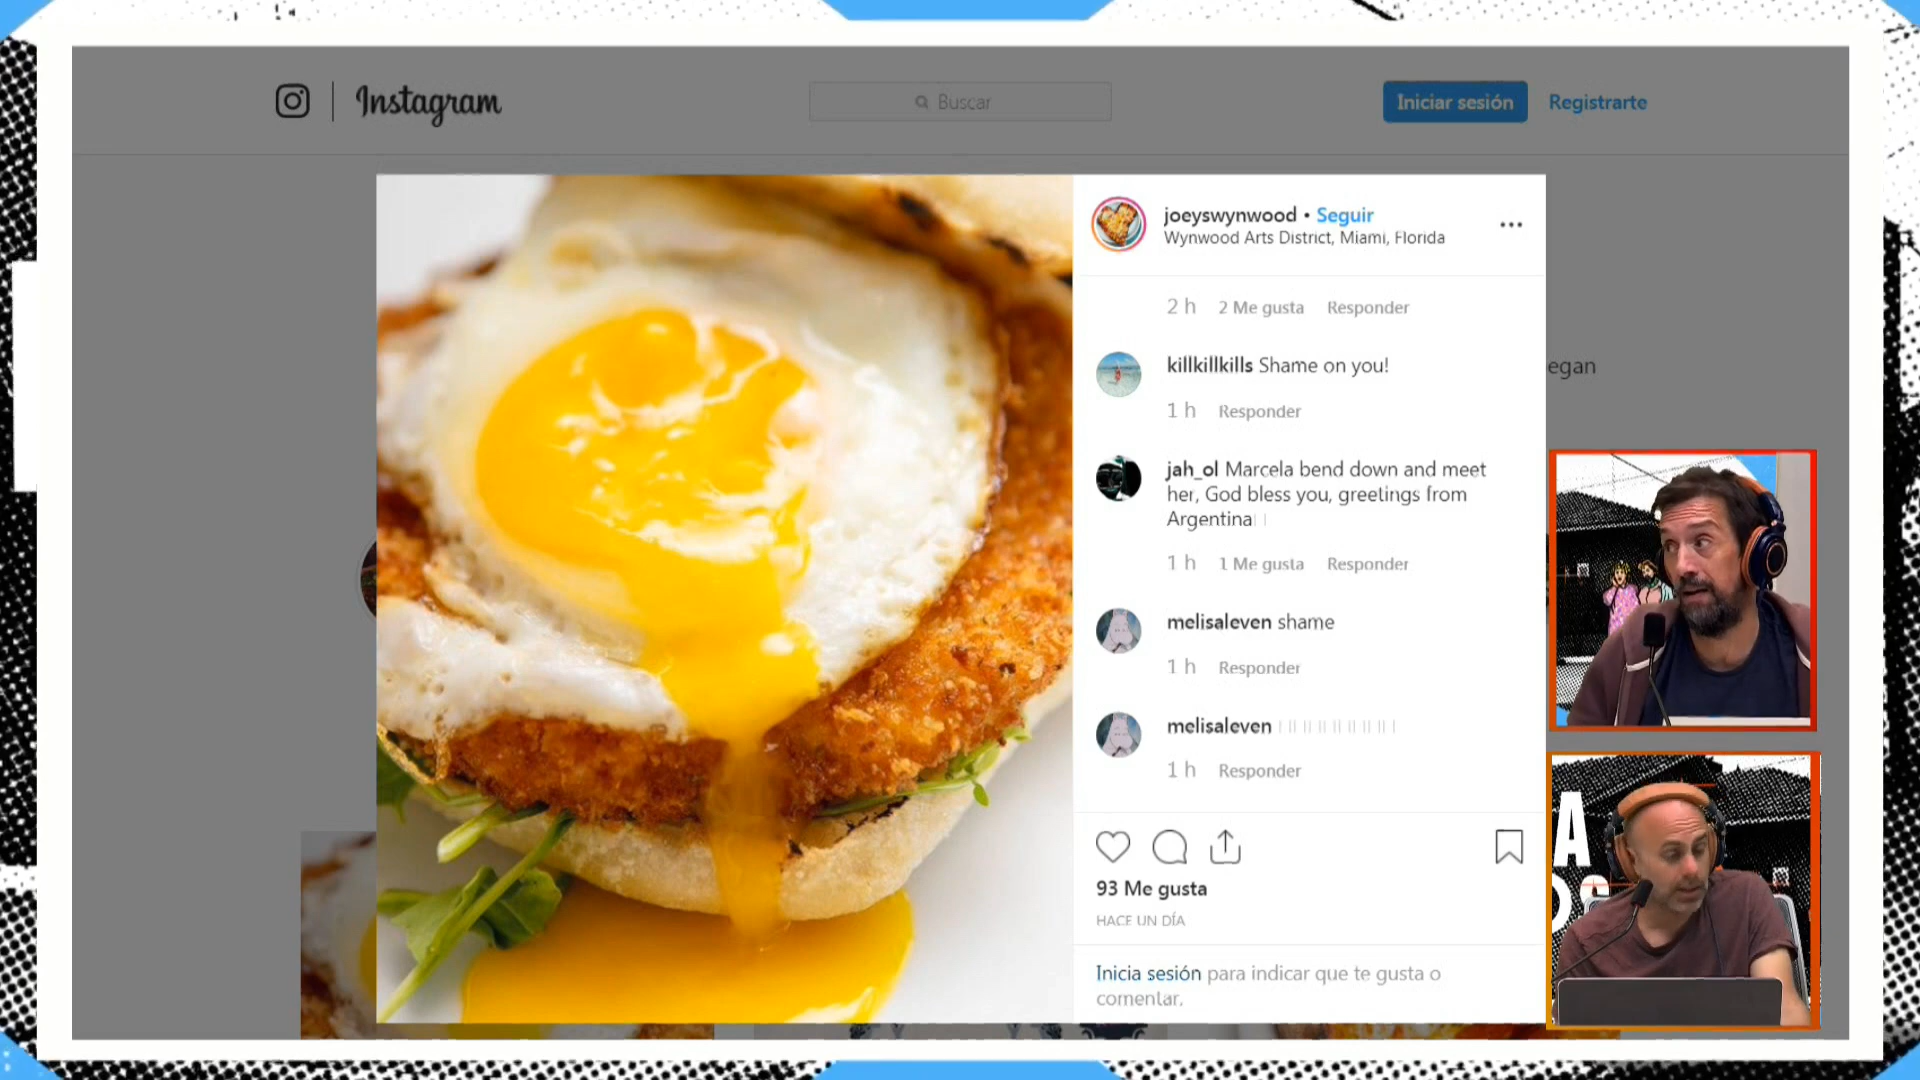 Instagram
Buscar
Iniciar sesión
Registrarte
joeyswynwood • Seguir
Wynwood Arts District, Miami, Florida
2 h 2 Me gusta Responder
killkillkills Shame on you!
1 h Responder
egan
jah_ol Marcela bend down and meet
her, God bless you, greetings from
Argentina
1 h 1 Me gusta Responder
melisaleven shame
1 h Responder
melisaleven
1 h Responder
93 Me gusta
HACE UN DÍA
Inicia sesión para indicar que te gusta o
comentar.
A